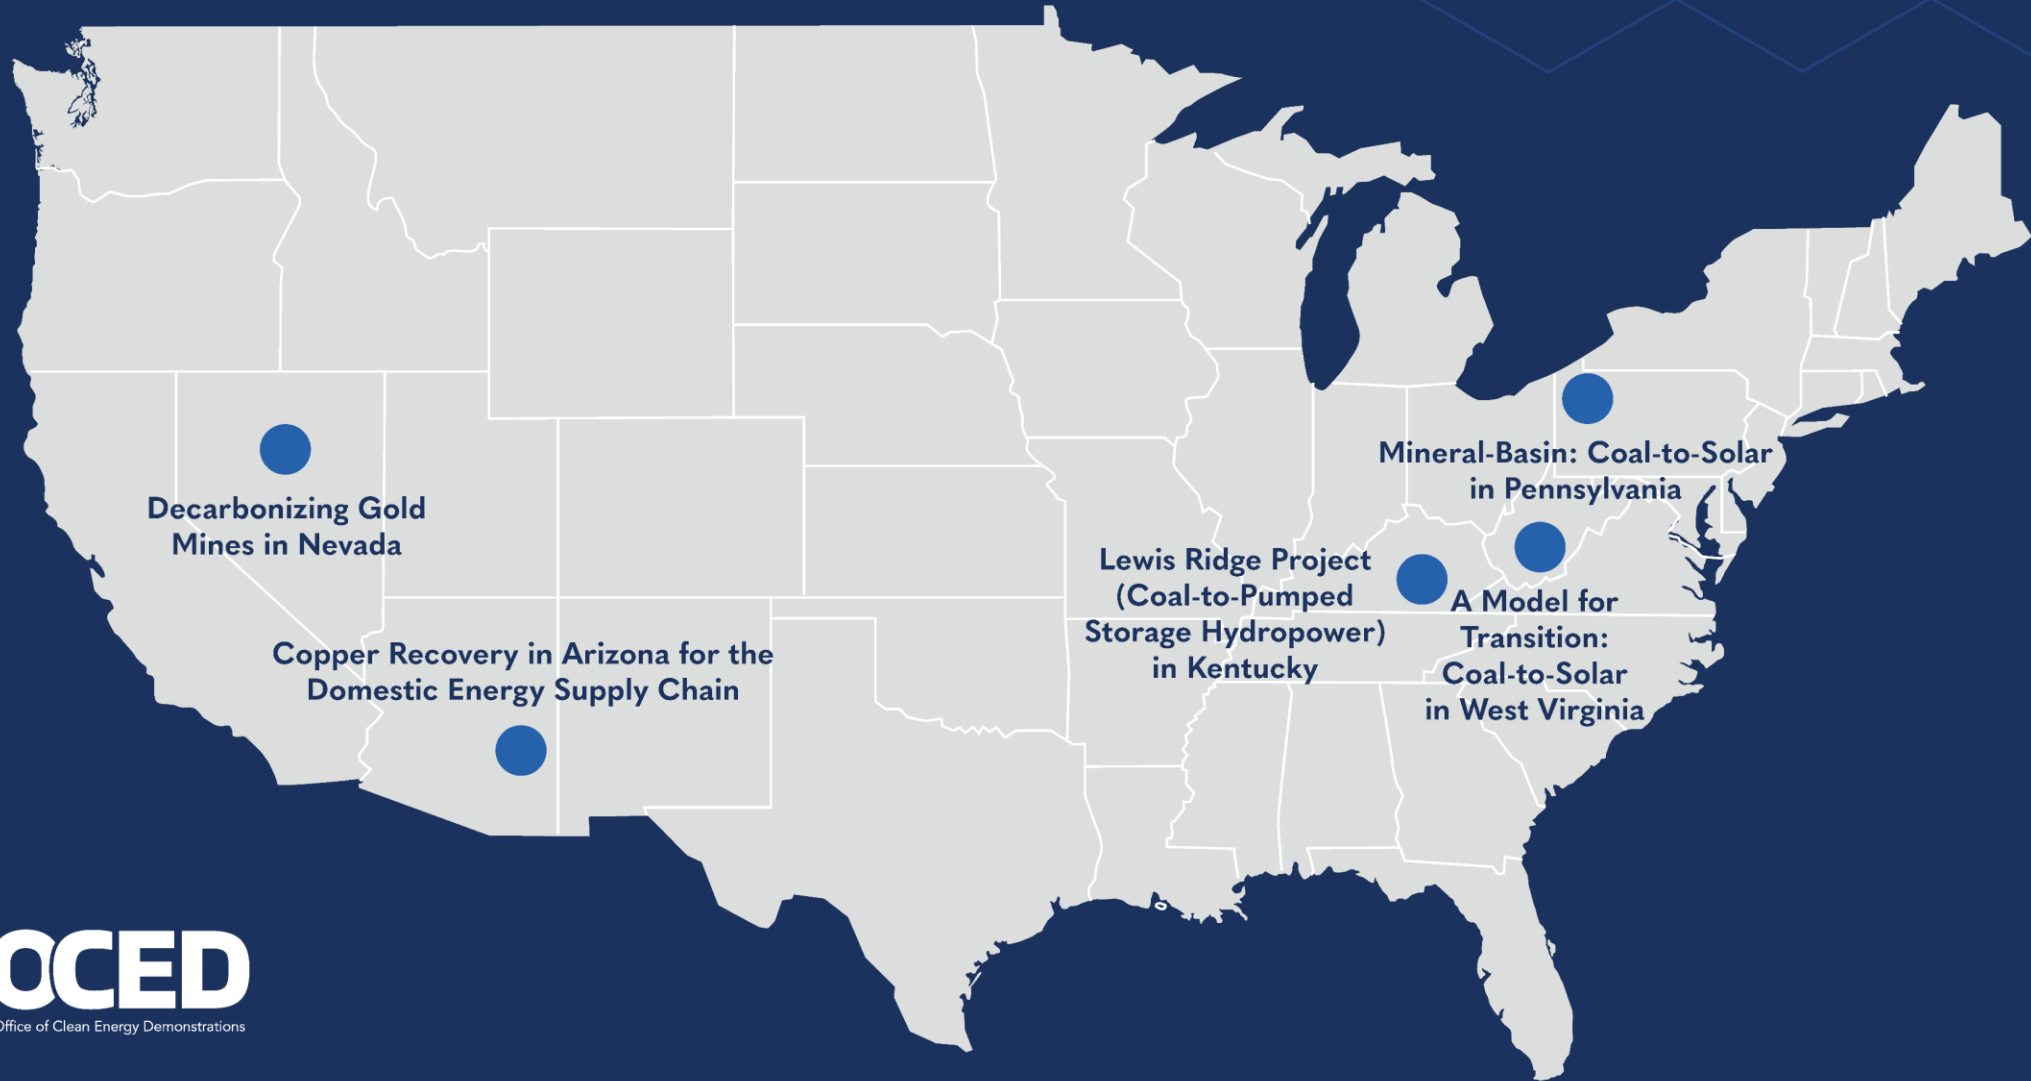 Decarbonizing Gold
Mines in Nevada
Copper Recovery in Arizona for the
Domestic Energy Supply Chain
Lewis Ridge Project
(Coal-to-Pumped
Storage Hydropower)
in Kentucky
Mineral-Basin: Coal-to-Solar
in Pennsylvania
A Model for
Transition:
Coal-to-Solar
in West Virginia
OCED
Office of Clean Energy Demonstrations